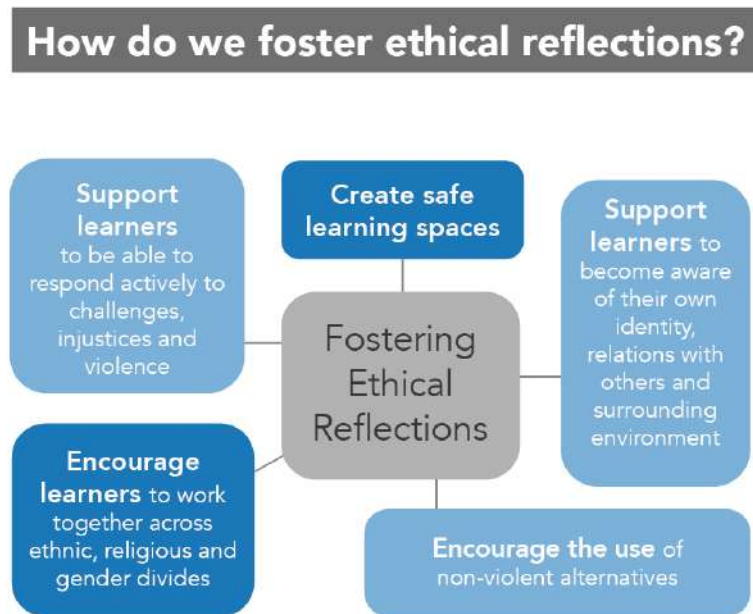 How do we foster ethical reflections?
Support
learners
to be able to
respond actively to
challenges,
injustices and
violence
Create safe
learning spaces
Support
learners to
become aware
of their own
identity,
relations with
others and
surrounding
environment
Fostering
Ethical
Reflections
Encourage
learners to work
together across
ethnic, religious and
gender divides
Encourage the use of
non-violent alternatives